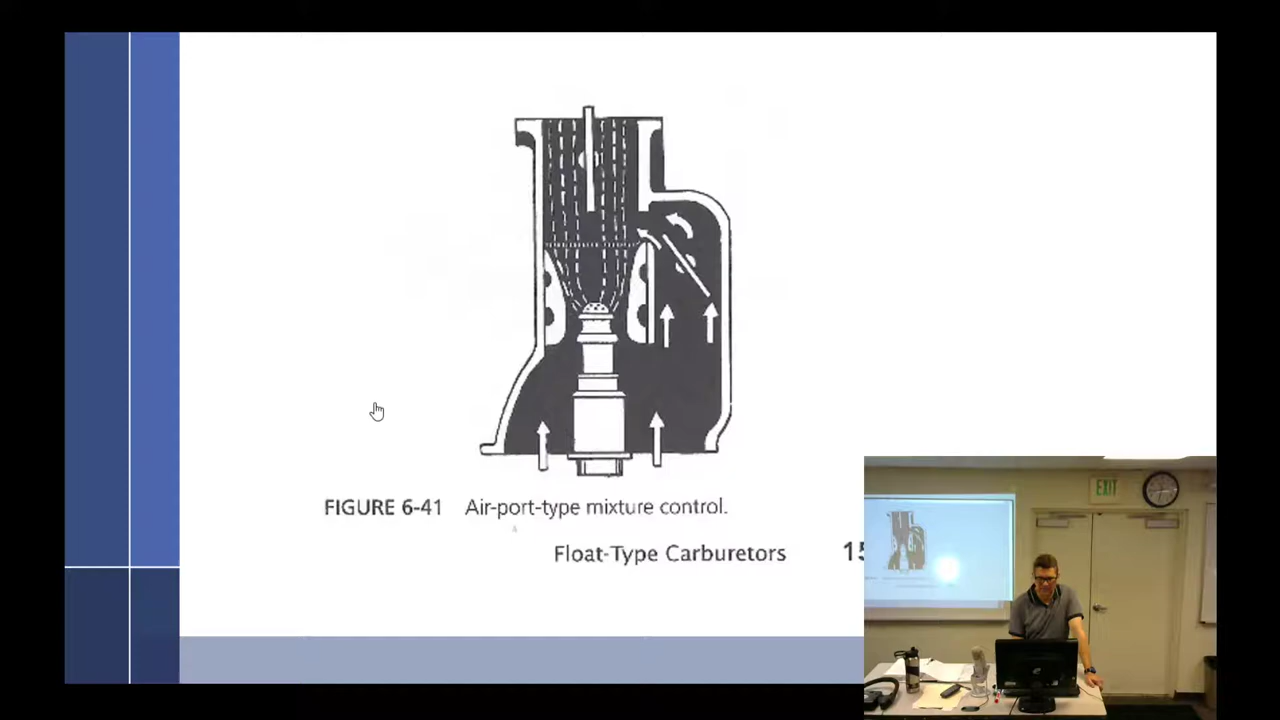 FIGURE 6-41 Air-port-type mixture control.
Float-Type Carburetors 15
EXIT